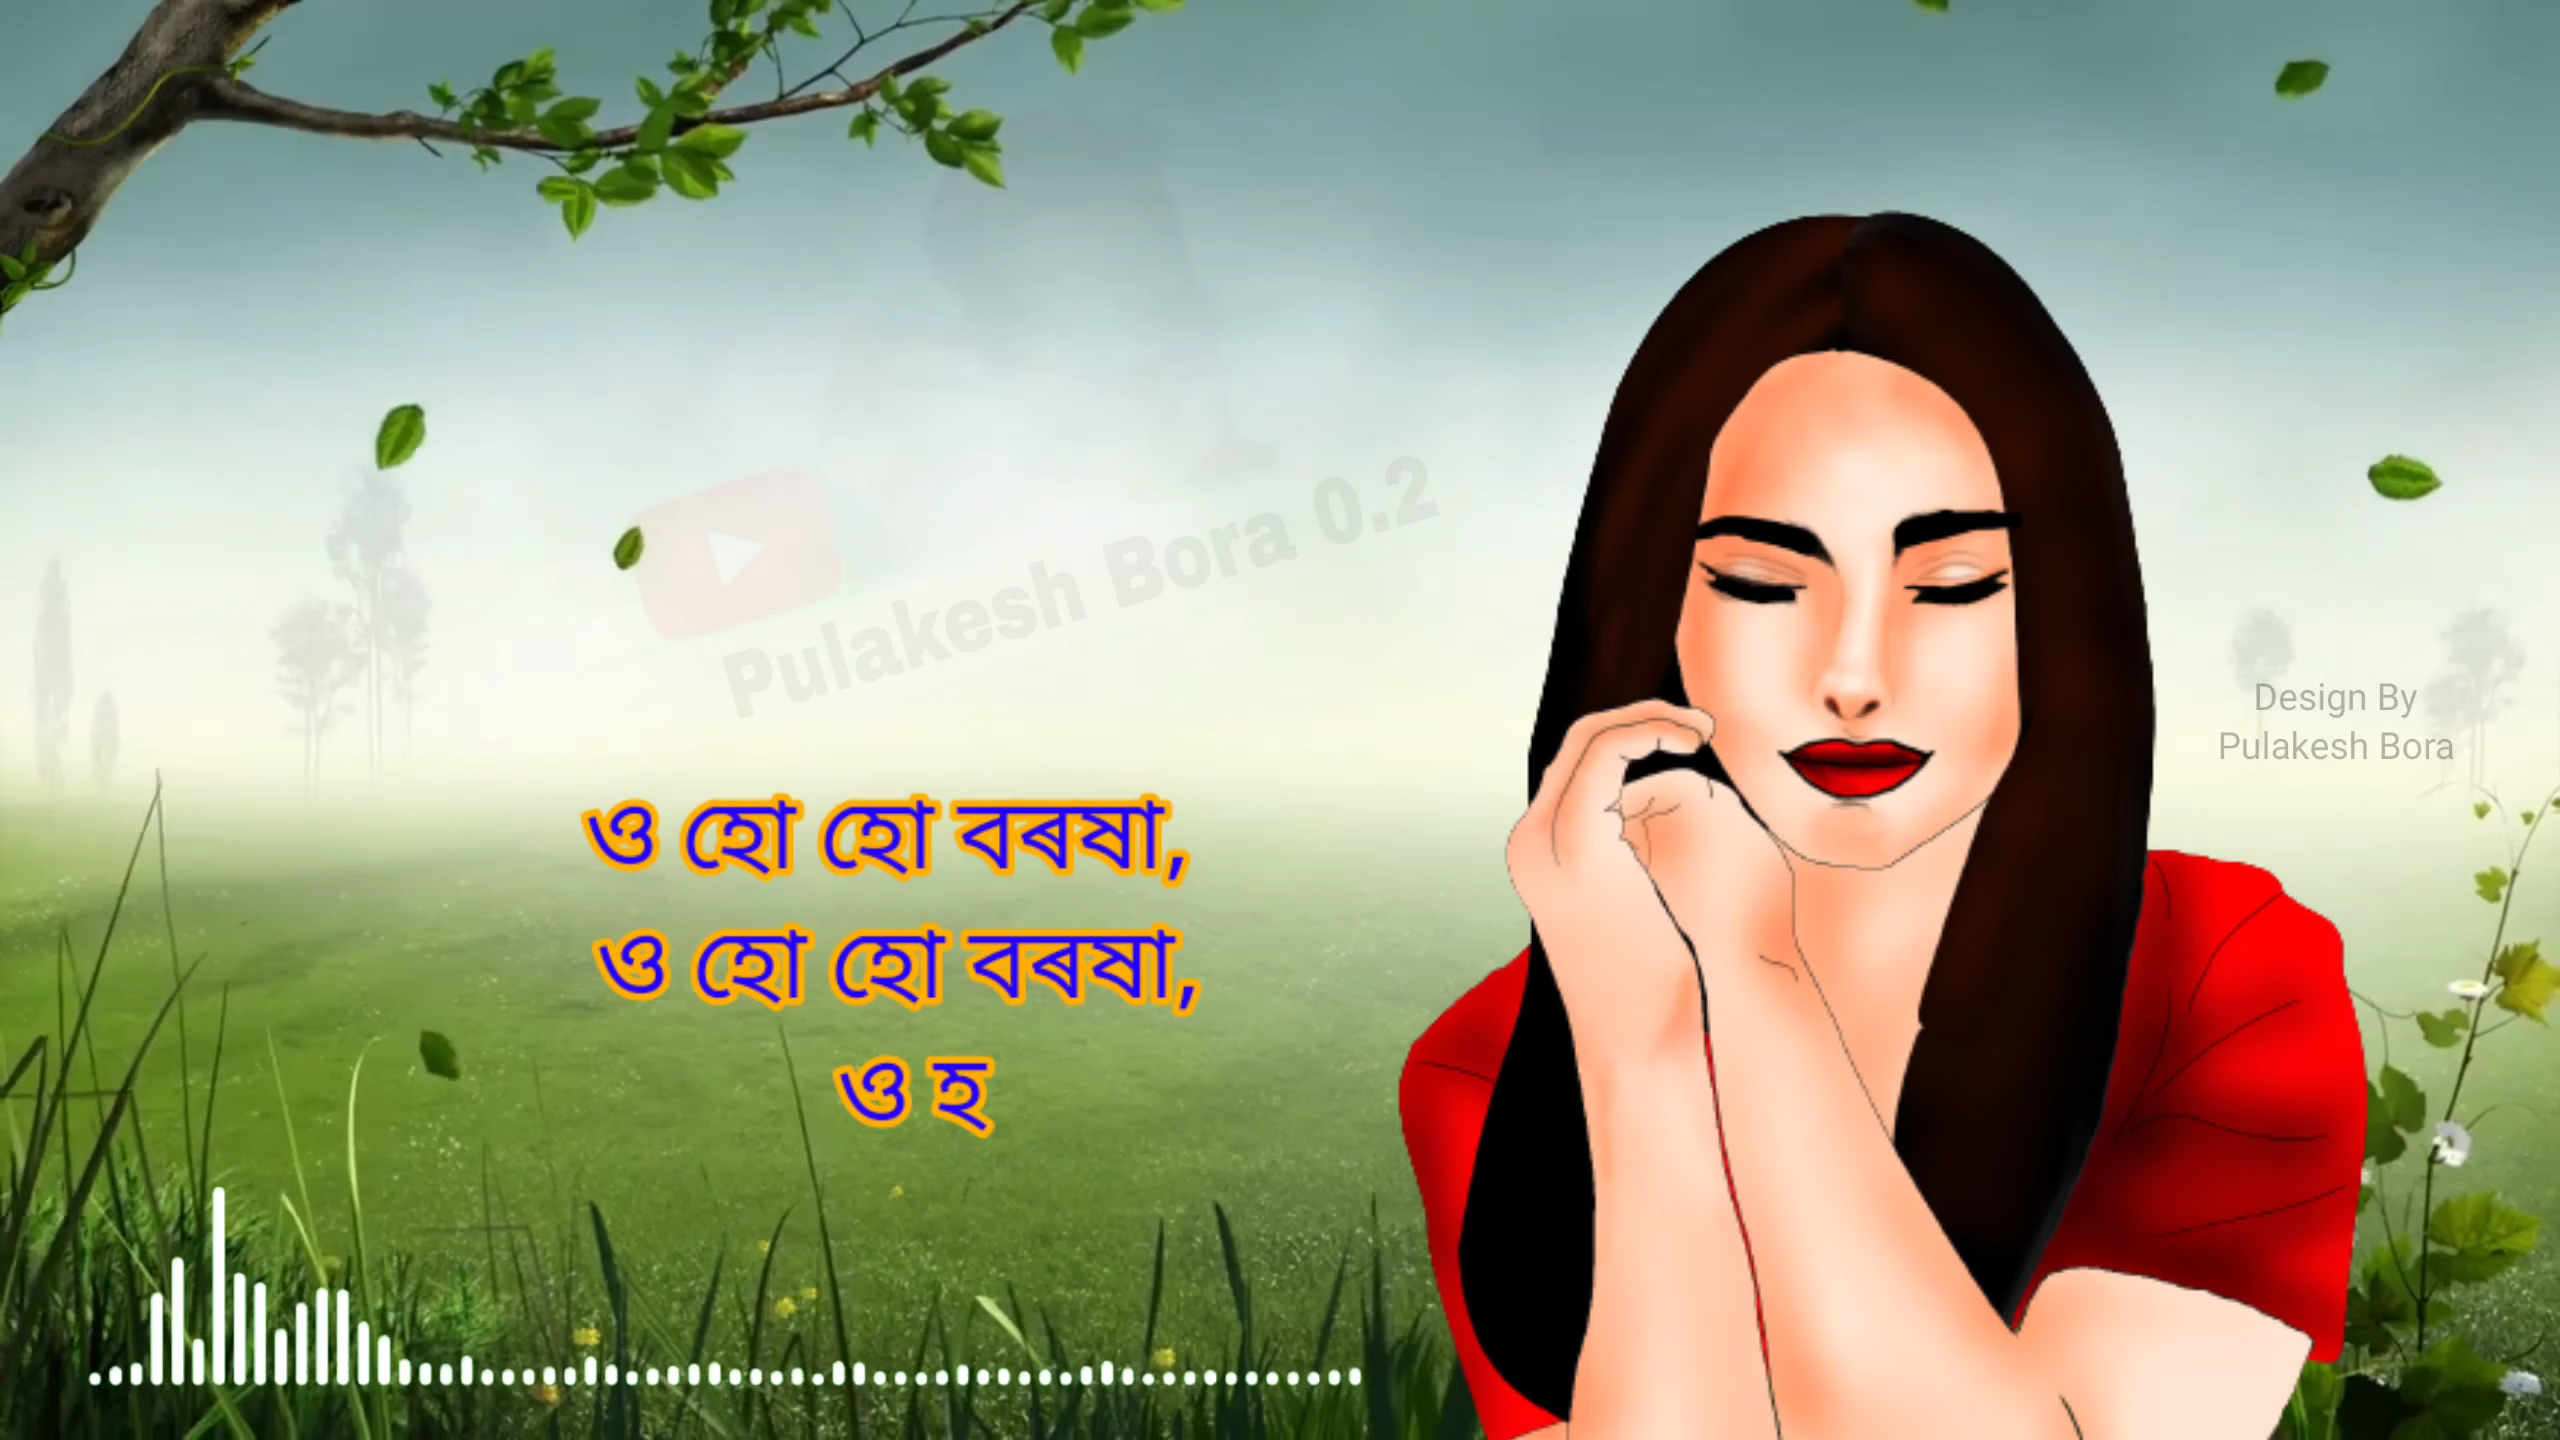 Pulakesh Bora 0.2
Design By
Pulakesh Bora
ও হো হো বৰষা,
ও হো হো বৰষা,
ও হ